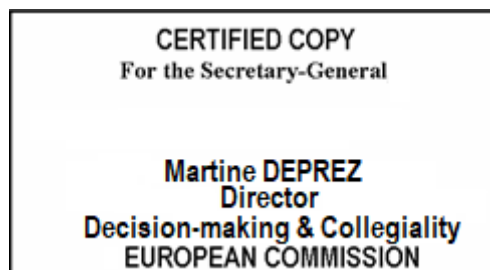 CERTIFIED COPY
For the Secretary-General
Martine DEPREZ
Director
Decision-making & Collegiality
EUROPEAN COMMISSION